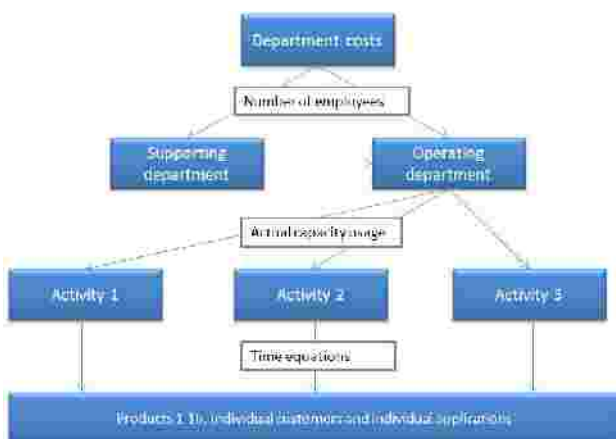 Department costs
Number of employees
Supporting
department
Operating
department
Actual capacity usage
Activity 1
Activity 2
Activity 3
Time equations
Products individual customers and individual applications